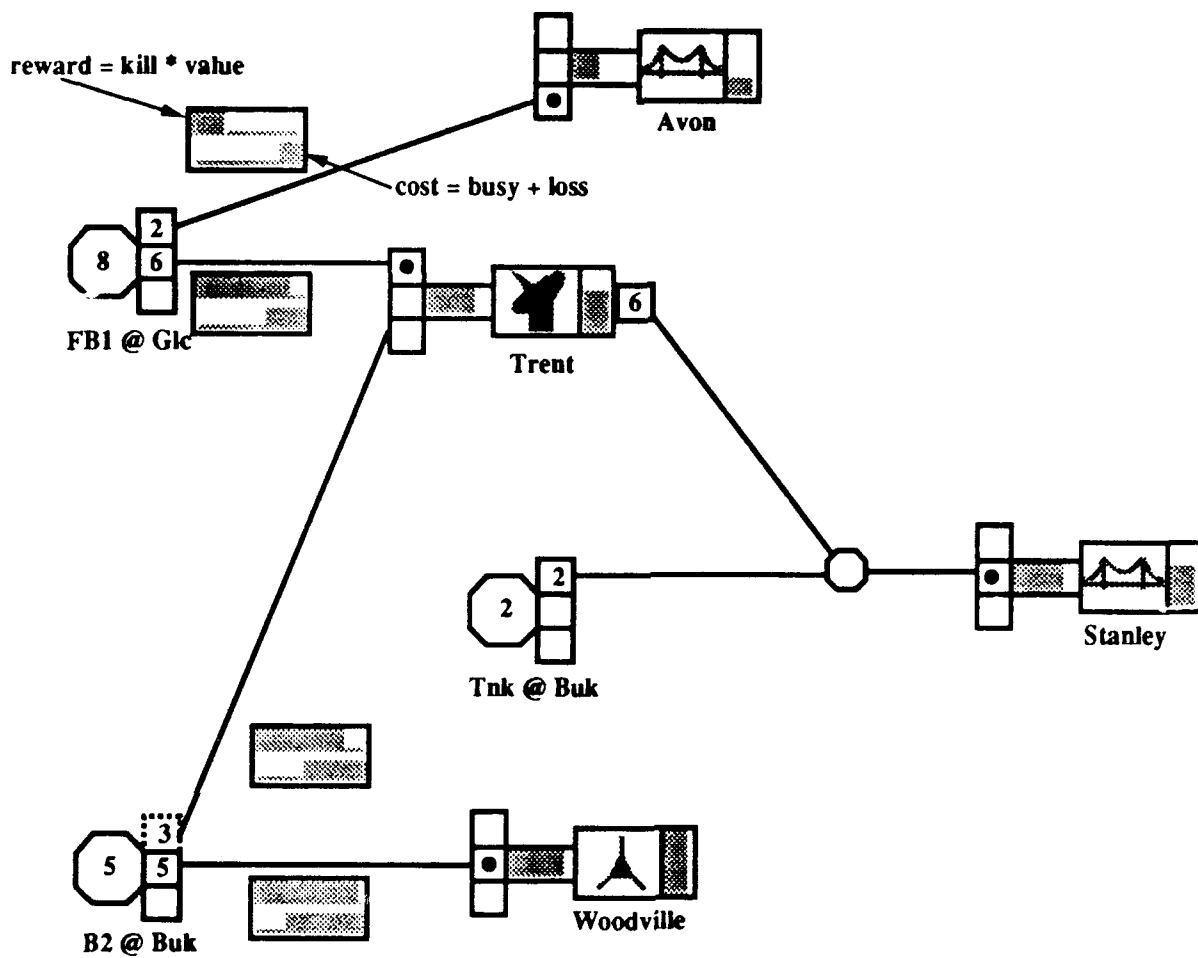 reward = kill * value
Avon
cost = busy + loss
2
8
6
FB1 @ Glc
6
Trent
2
2
Tnk @ Buk
Stanley
3
5
5
B2 @ Buk
Woodville